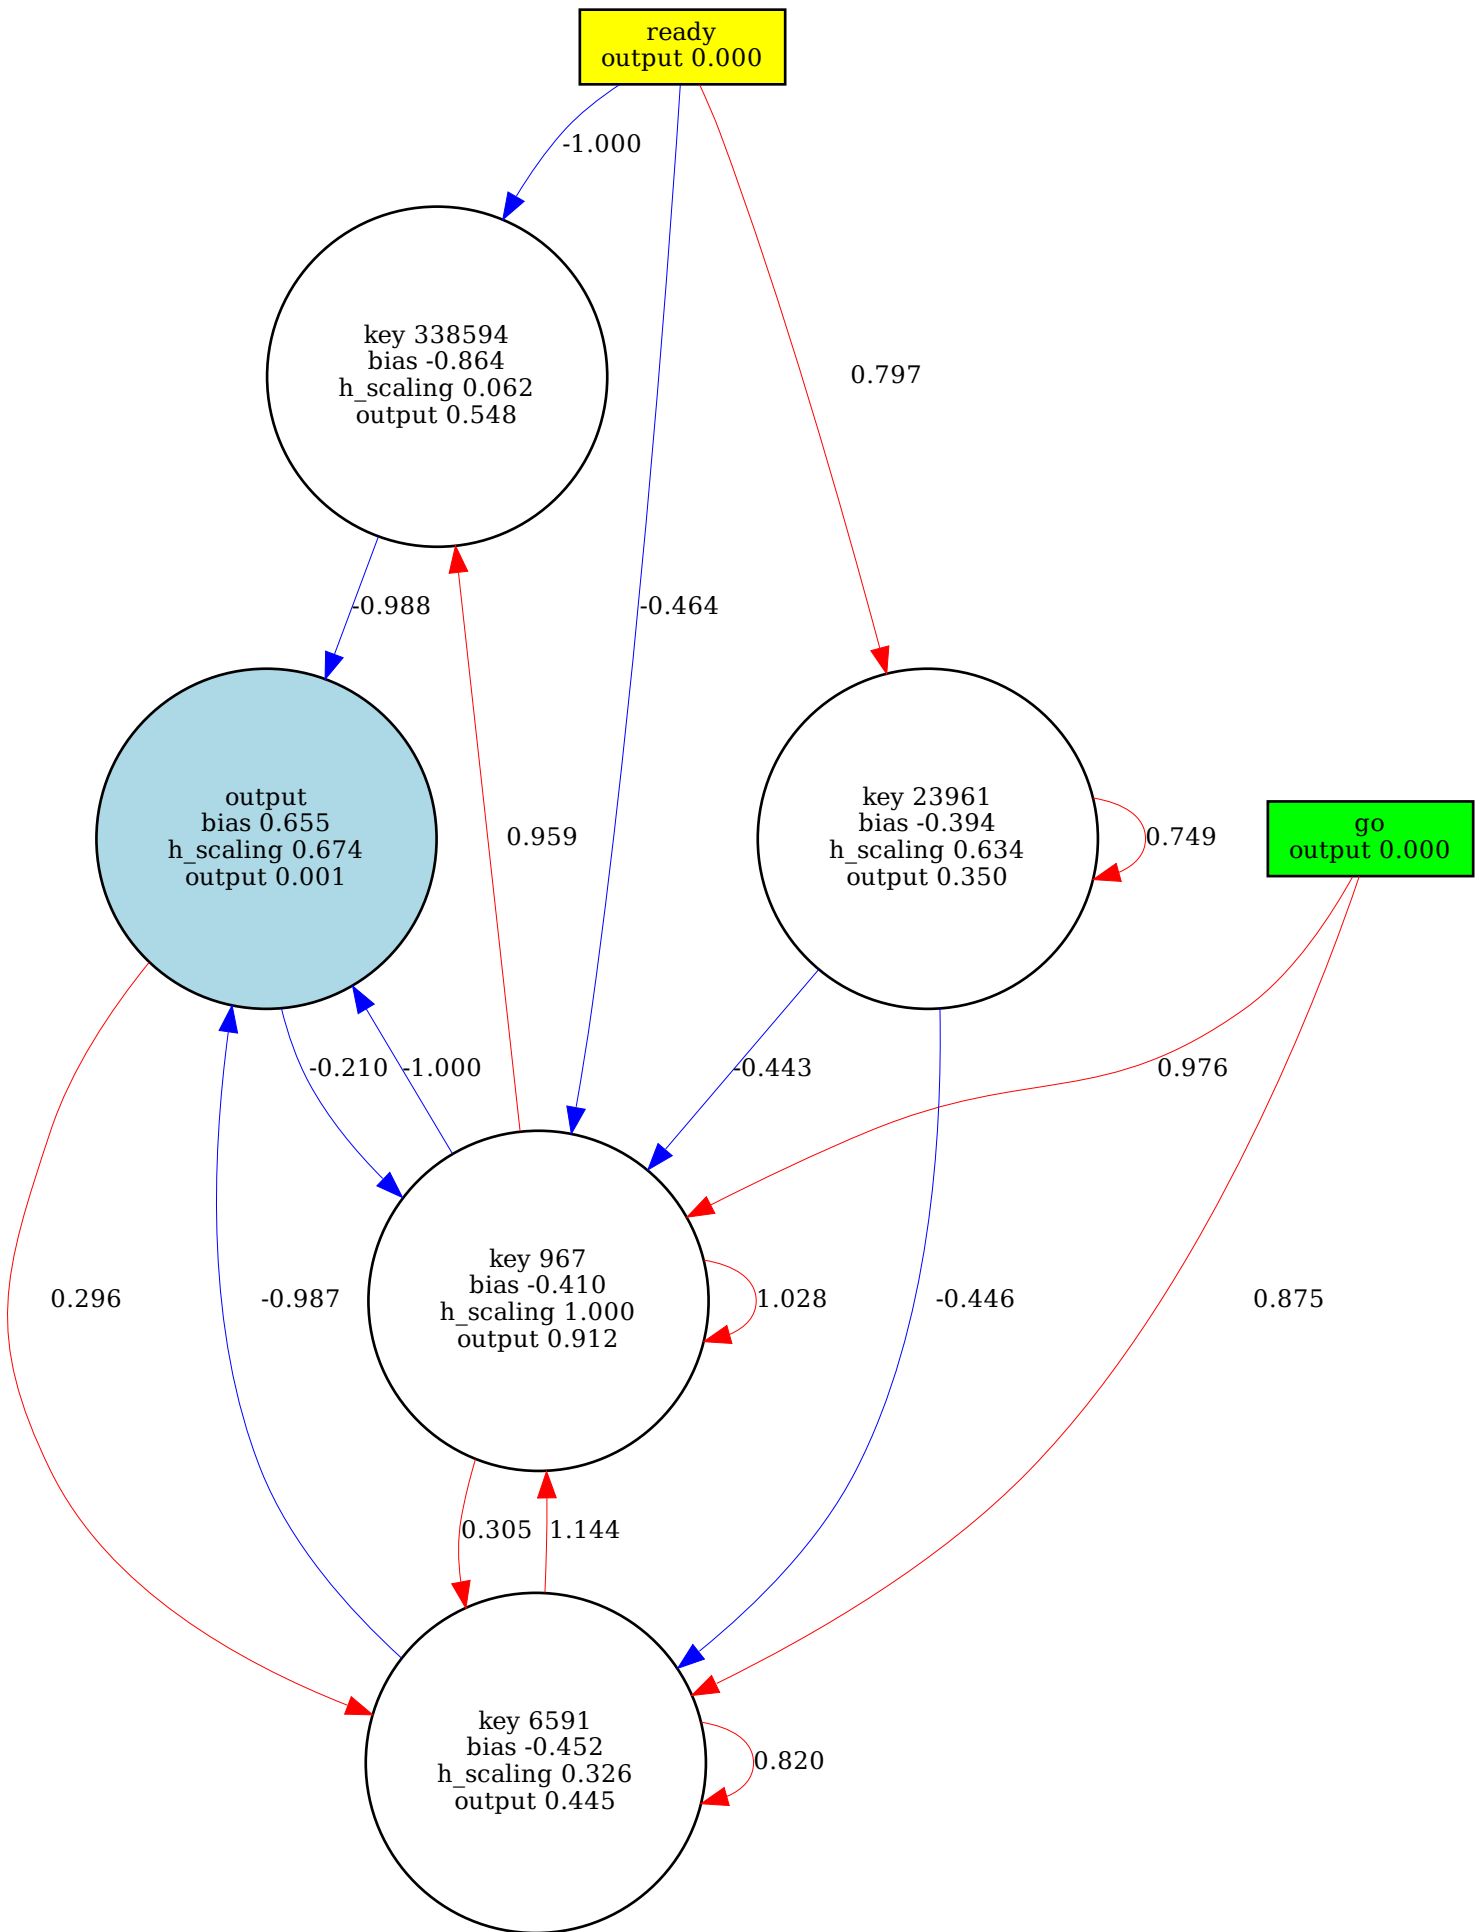 ready
output 0.000
-1.000
key 338594
bias -0.864
h_scaling 0.062
output 0.548
0.797
-0.988
-0.464
output
bias 0.655
h_scaling 0.674
output 0.001
0.959
key 23961
bias -0.394
h_scaling 0.634
output 0.350
0.749
go
output 0.000
-0.210
-1.000
-0.443
0.976
key 967
bias -0.410
h_scaling 1.000
output 0.912
0.296
-0.987
1.028
-0.446
0.875
0.305
1.144
key 6591
bias -0.452
h_scaling 0.326
output 0.445
0.820